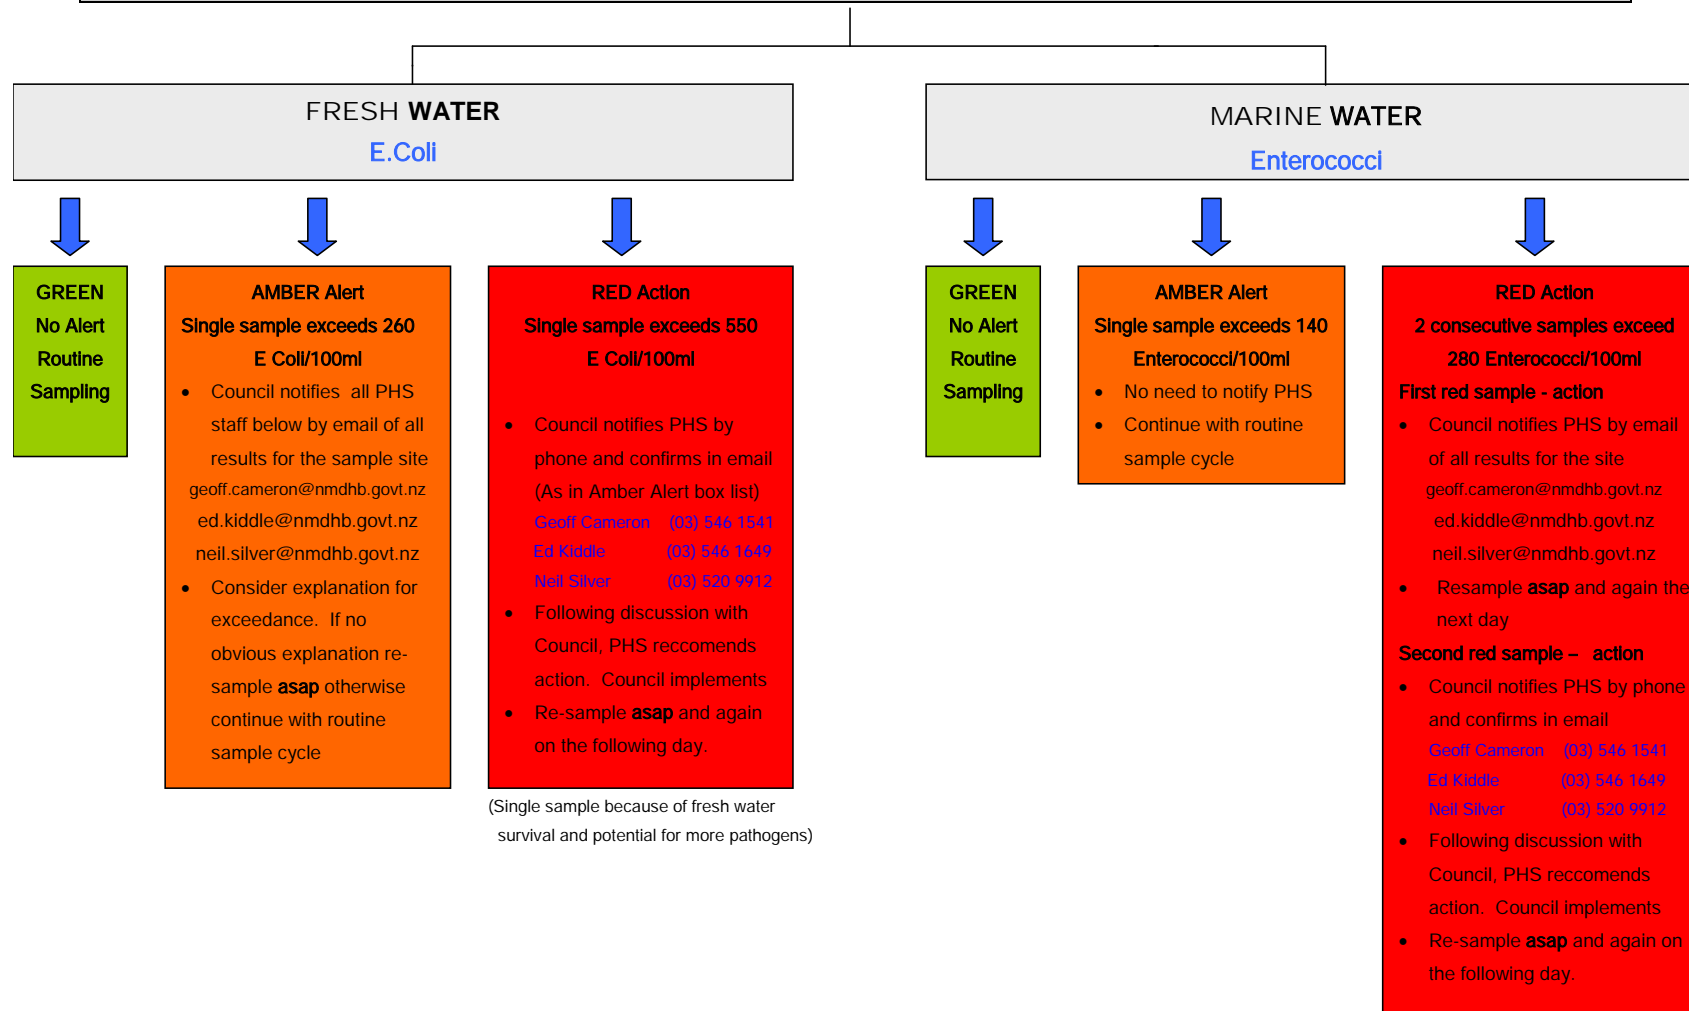 FRESH WATER
E.Coli
GREEN
No Alert
Routine
Sampling
AMBER Alert
Single sample exceeds 260
E Coli/100ml
• Council notifies all PHS
staff below by email of all
results for the sample site
geoff.cameron@nmdhb.govt.nz
ed.kiddle@nmdhb.govt.nz
neil.silver@nmdhb.govt.nz
• Consider explanation for
exceedance. If no
obvious explanation re-
sample asap otherwise
continue with routine
sample cycle
RED Action
Single sample exceeds 550
E Coli/100ml
• Council notifies PHS by
phone and confirms in email
(As in Amber Alert box list)
Geoff Cameron (03) 546 1541
Ed Kiddle (03) 546 1649
Neil Silver (03) 520 9912
• Following discussion with
Council, PHS reccomends
action. Council implements
• Re-sample asap and again
on the following day.
(Single sample because of fresh water
survival and potential for more pathogens)
MARINE WATER
Enterococci
GREEN
No Alert
Routine
Sampling
AMBER Alert
Single sample exceeds 140
Enterococci/100ml
• No need to notify PHS
• Continue with routine
sample cycle
RED Action
2 consecutive samples exceed
280 Enterococci/100ml
First red sample - action
• Council notifies PHS by email
of all results for the site
geoff.cameron@nmdhb.govt.nz
ed.kiddle@nmdhb.govt.nz
neil.silver@nmdhb.govt.nz
• Resample asap and again the
next day
Second red sample – action
• Council notifies PHS by phone
and confirms in email
Geoff Cameron (03) 546 1541
Ed Kiddle (03) 546 1649
Neil Silver (03) 520 9912
• Following discussion with
Council, PHS reccomends
action. Council implements
• Re-sample asap and again on
the following day.